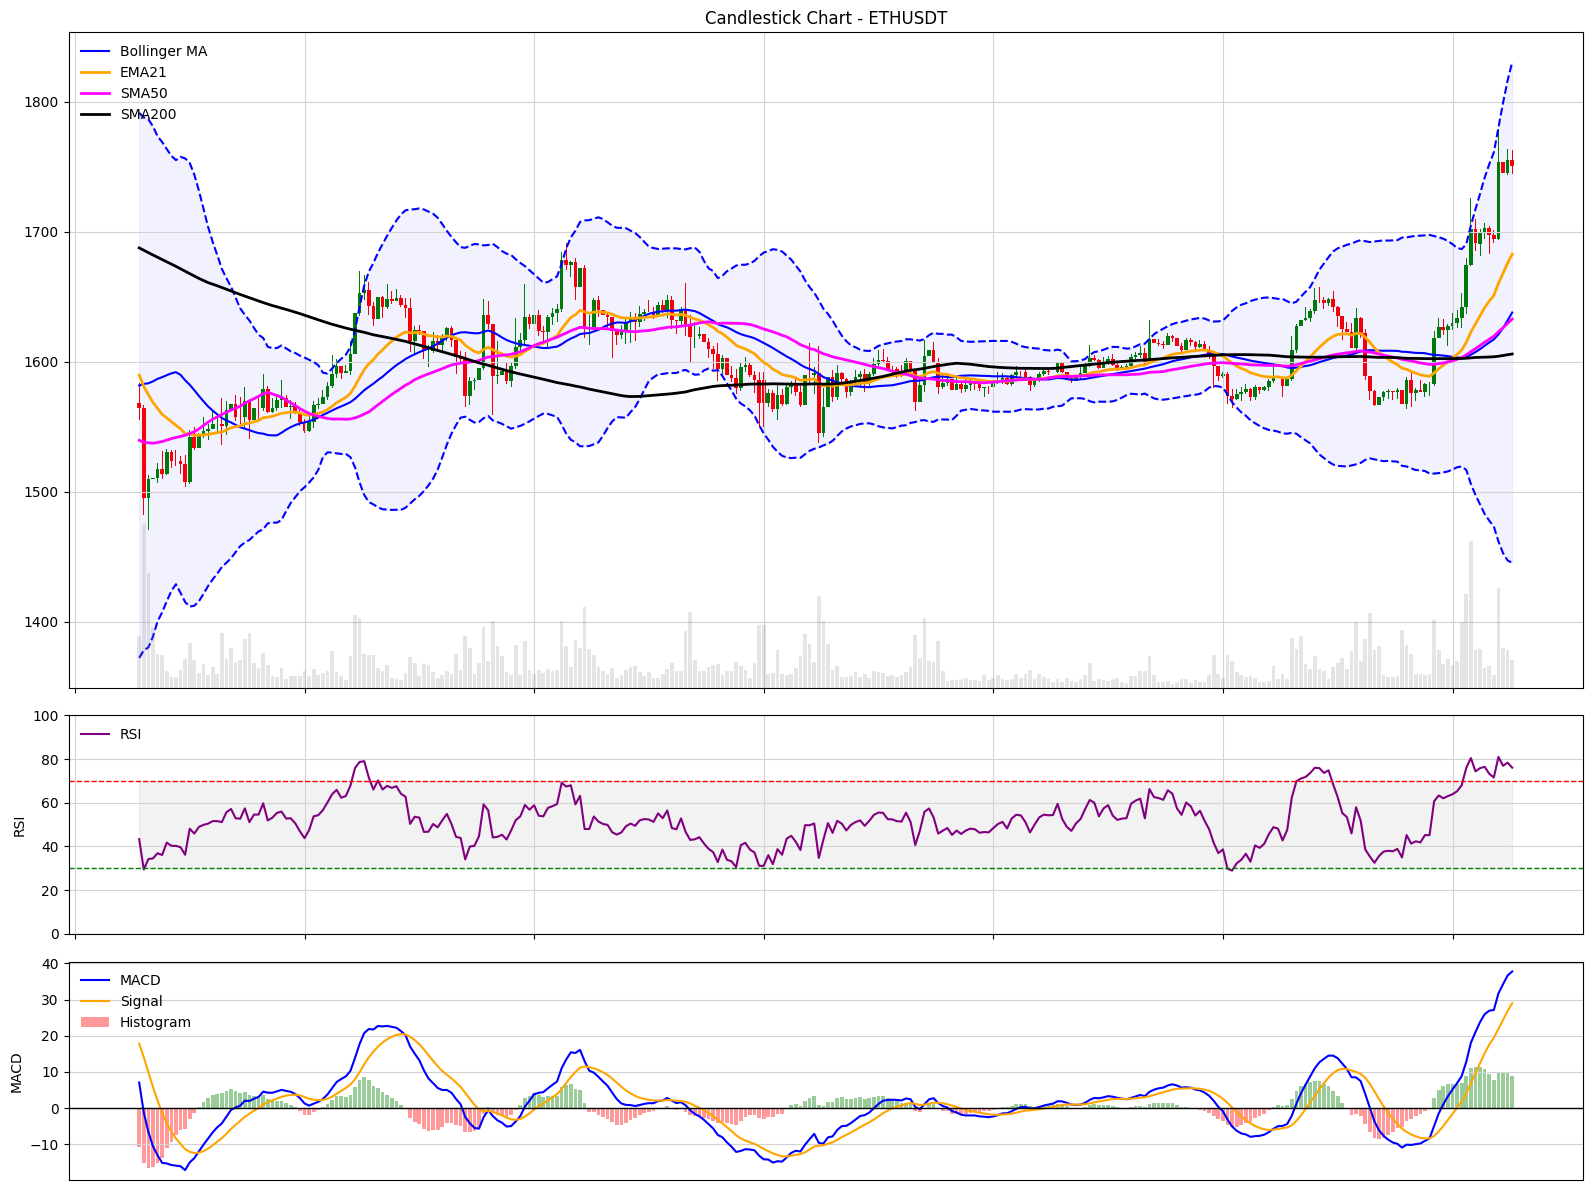 Candlestick Chart - ETHUSDT
Bollinger MA
EMA21
SMA50
SMA200
1800
1700
1600
1500
1400
RSI
100
80
60
40
20
0
RSI
MACD
Signal
Histogram
40
30
20
10
0
−10
MACD